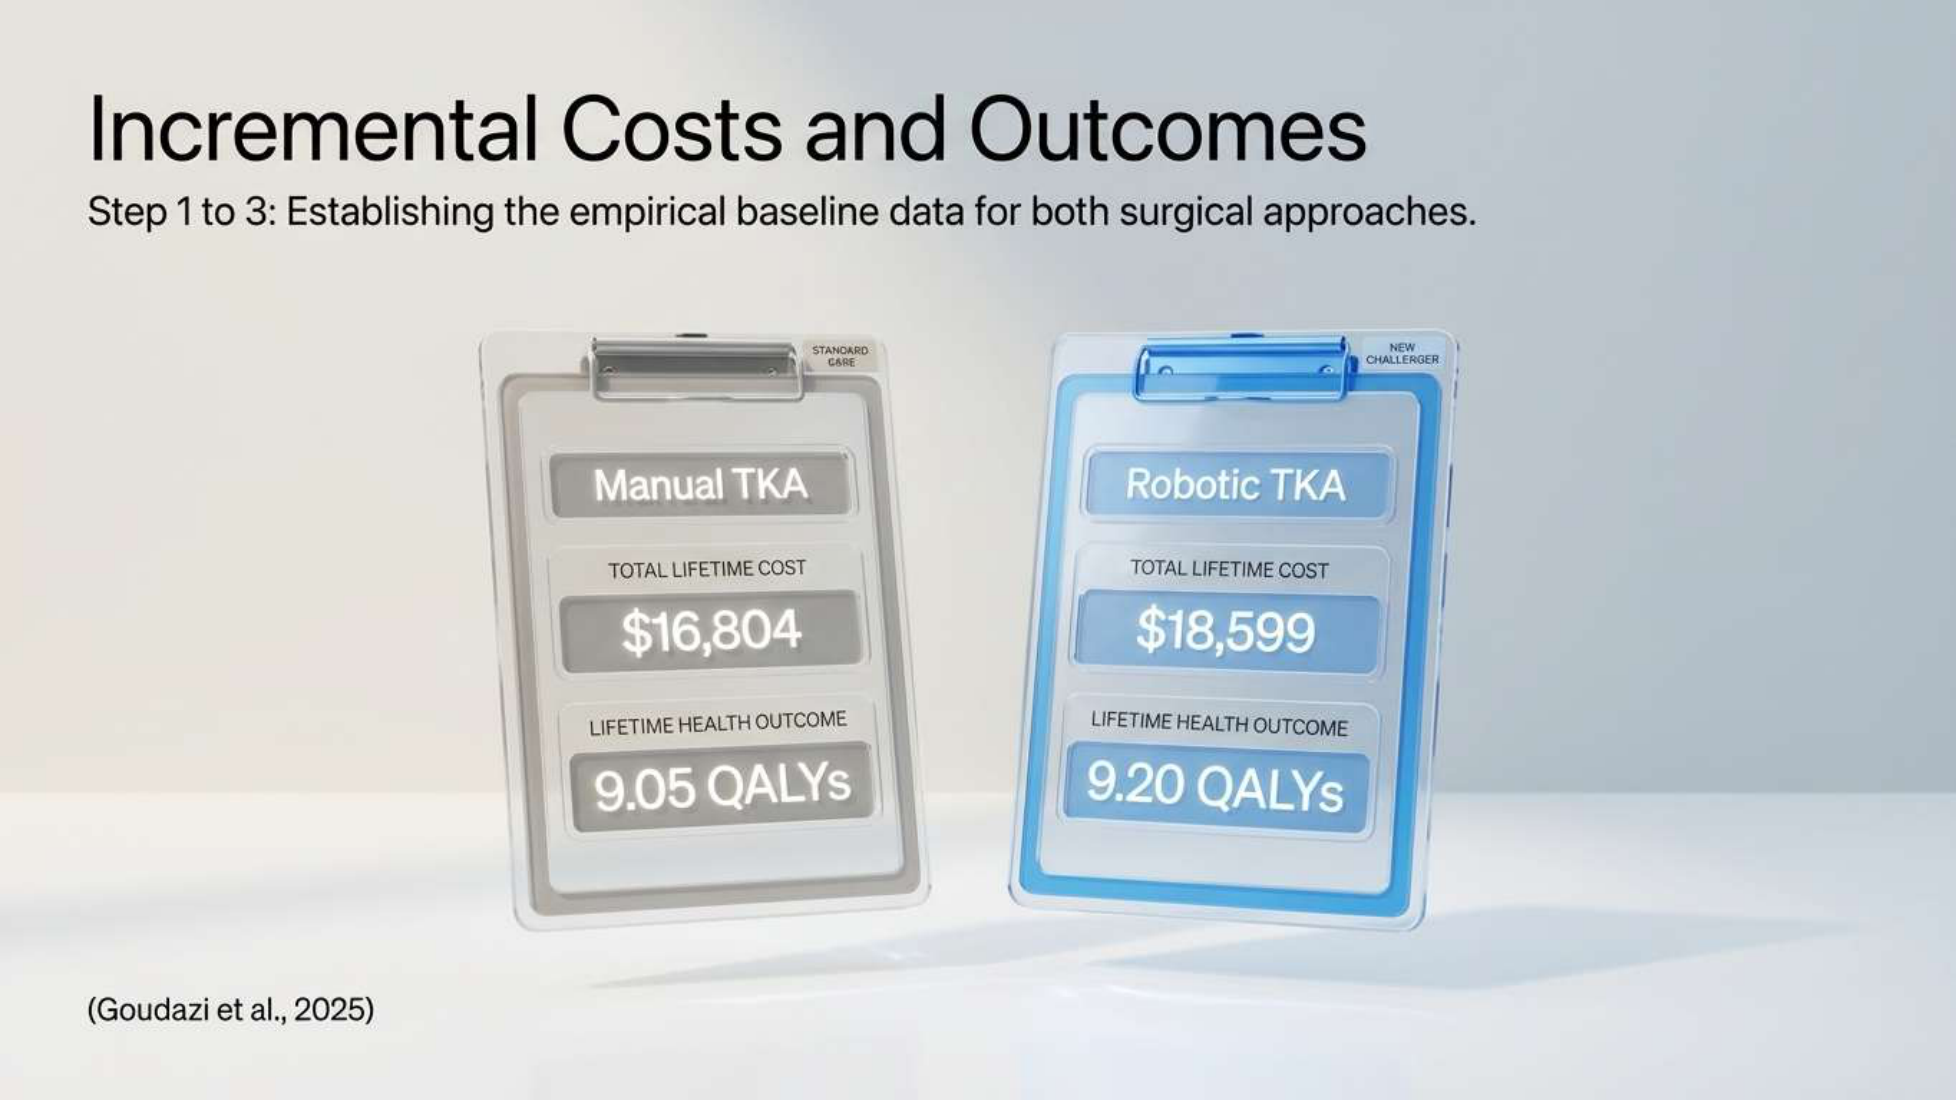 Incremental Costs and Outcomes
Step 1 to 3: Establishing the empirical baseline data for both surgical approaches.
STANOARD
G&RE
Manual TKA
TOTAL LIFETIME COST
$16,804
LIFETIME HEALTH OUTCOME
9.05 QALYs
NEW
CHALLERGER
Robotic TKA
TOTAL LIFETIME COST
$18,599
LIFETIME HEALTH OUTCOME
9.20 QALYs
(Goudazi et al., 2025)